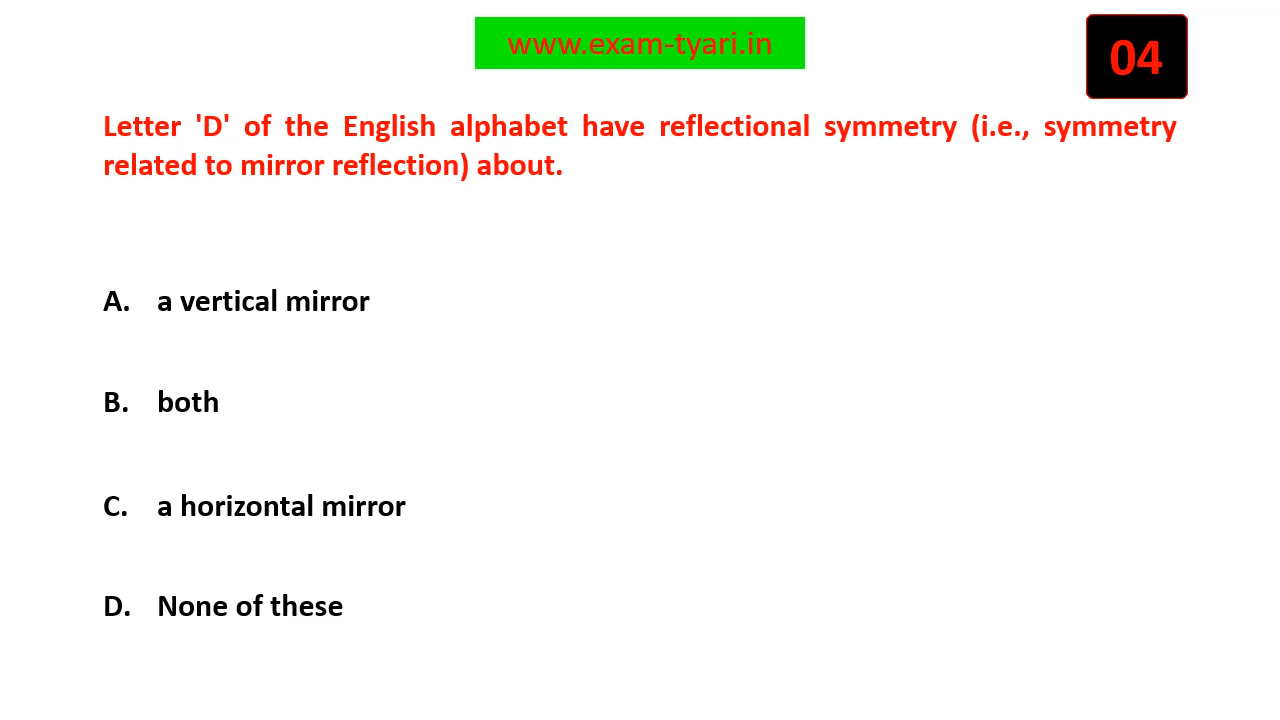 www.exam-tyari.in
04
Letter 'D' of the English alphabet have reflectional symmetry (i.e., symmetry
related to mirror reflection) about.
A. a vertical mirror
B. both
C. a horizontal mirror
D. None of these